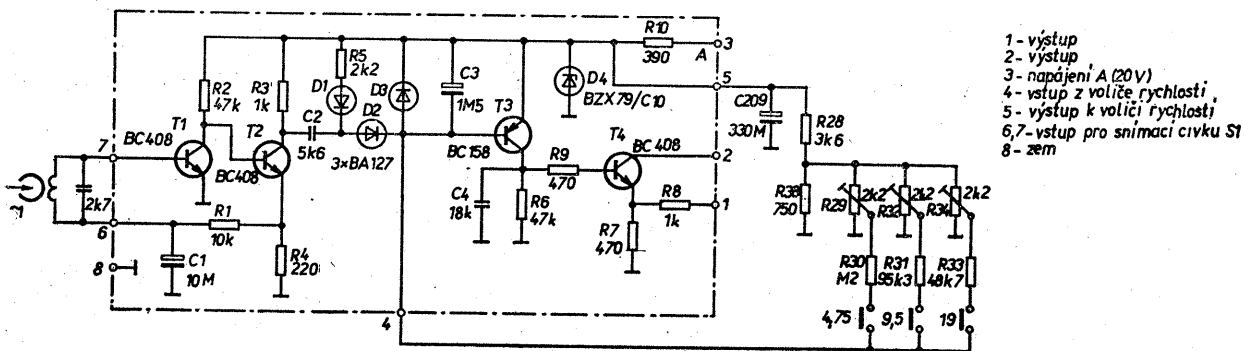 R10
390
3
A
R5
2k2
D1
D3
C3
1M5
D4
BZX79/C10
5
R2
47k
R3
1k
C2
5k6
D2
3×BA127
T3
BC158
T1
T2
BC408
BC408
7
2k7
6
R1
10k
C1
10M
R4
220
8
C4
18k
R6
47k
R9
470
T4
BC408
2
R8
1k
1
R7
470
4
C209
330M
R28
3k6
R38
750
2k2
R29
2k2
R32
2k2
R34
R30
M2
R31
95k3
R33
48k7
4,75
9,5
19
1 - výstup
2 - výstup
3 - napájení A (20 V)
4 - vstup z voliče rychlostí
5 - výstup k voliči rychlostí
6,7 - vstup pro snímací cívku S1
8 - zem